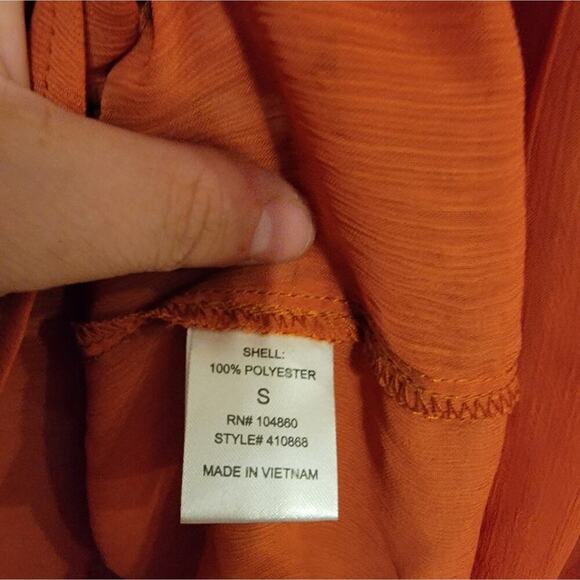 SHELL:
100% POLYESTER
S
RN# 104860
STYLE# 410868
MADE IN VIETNAM